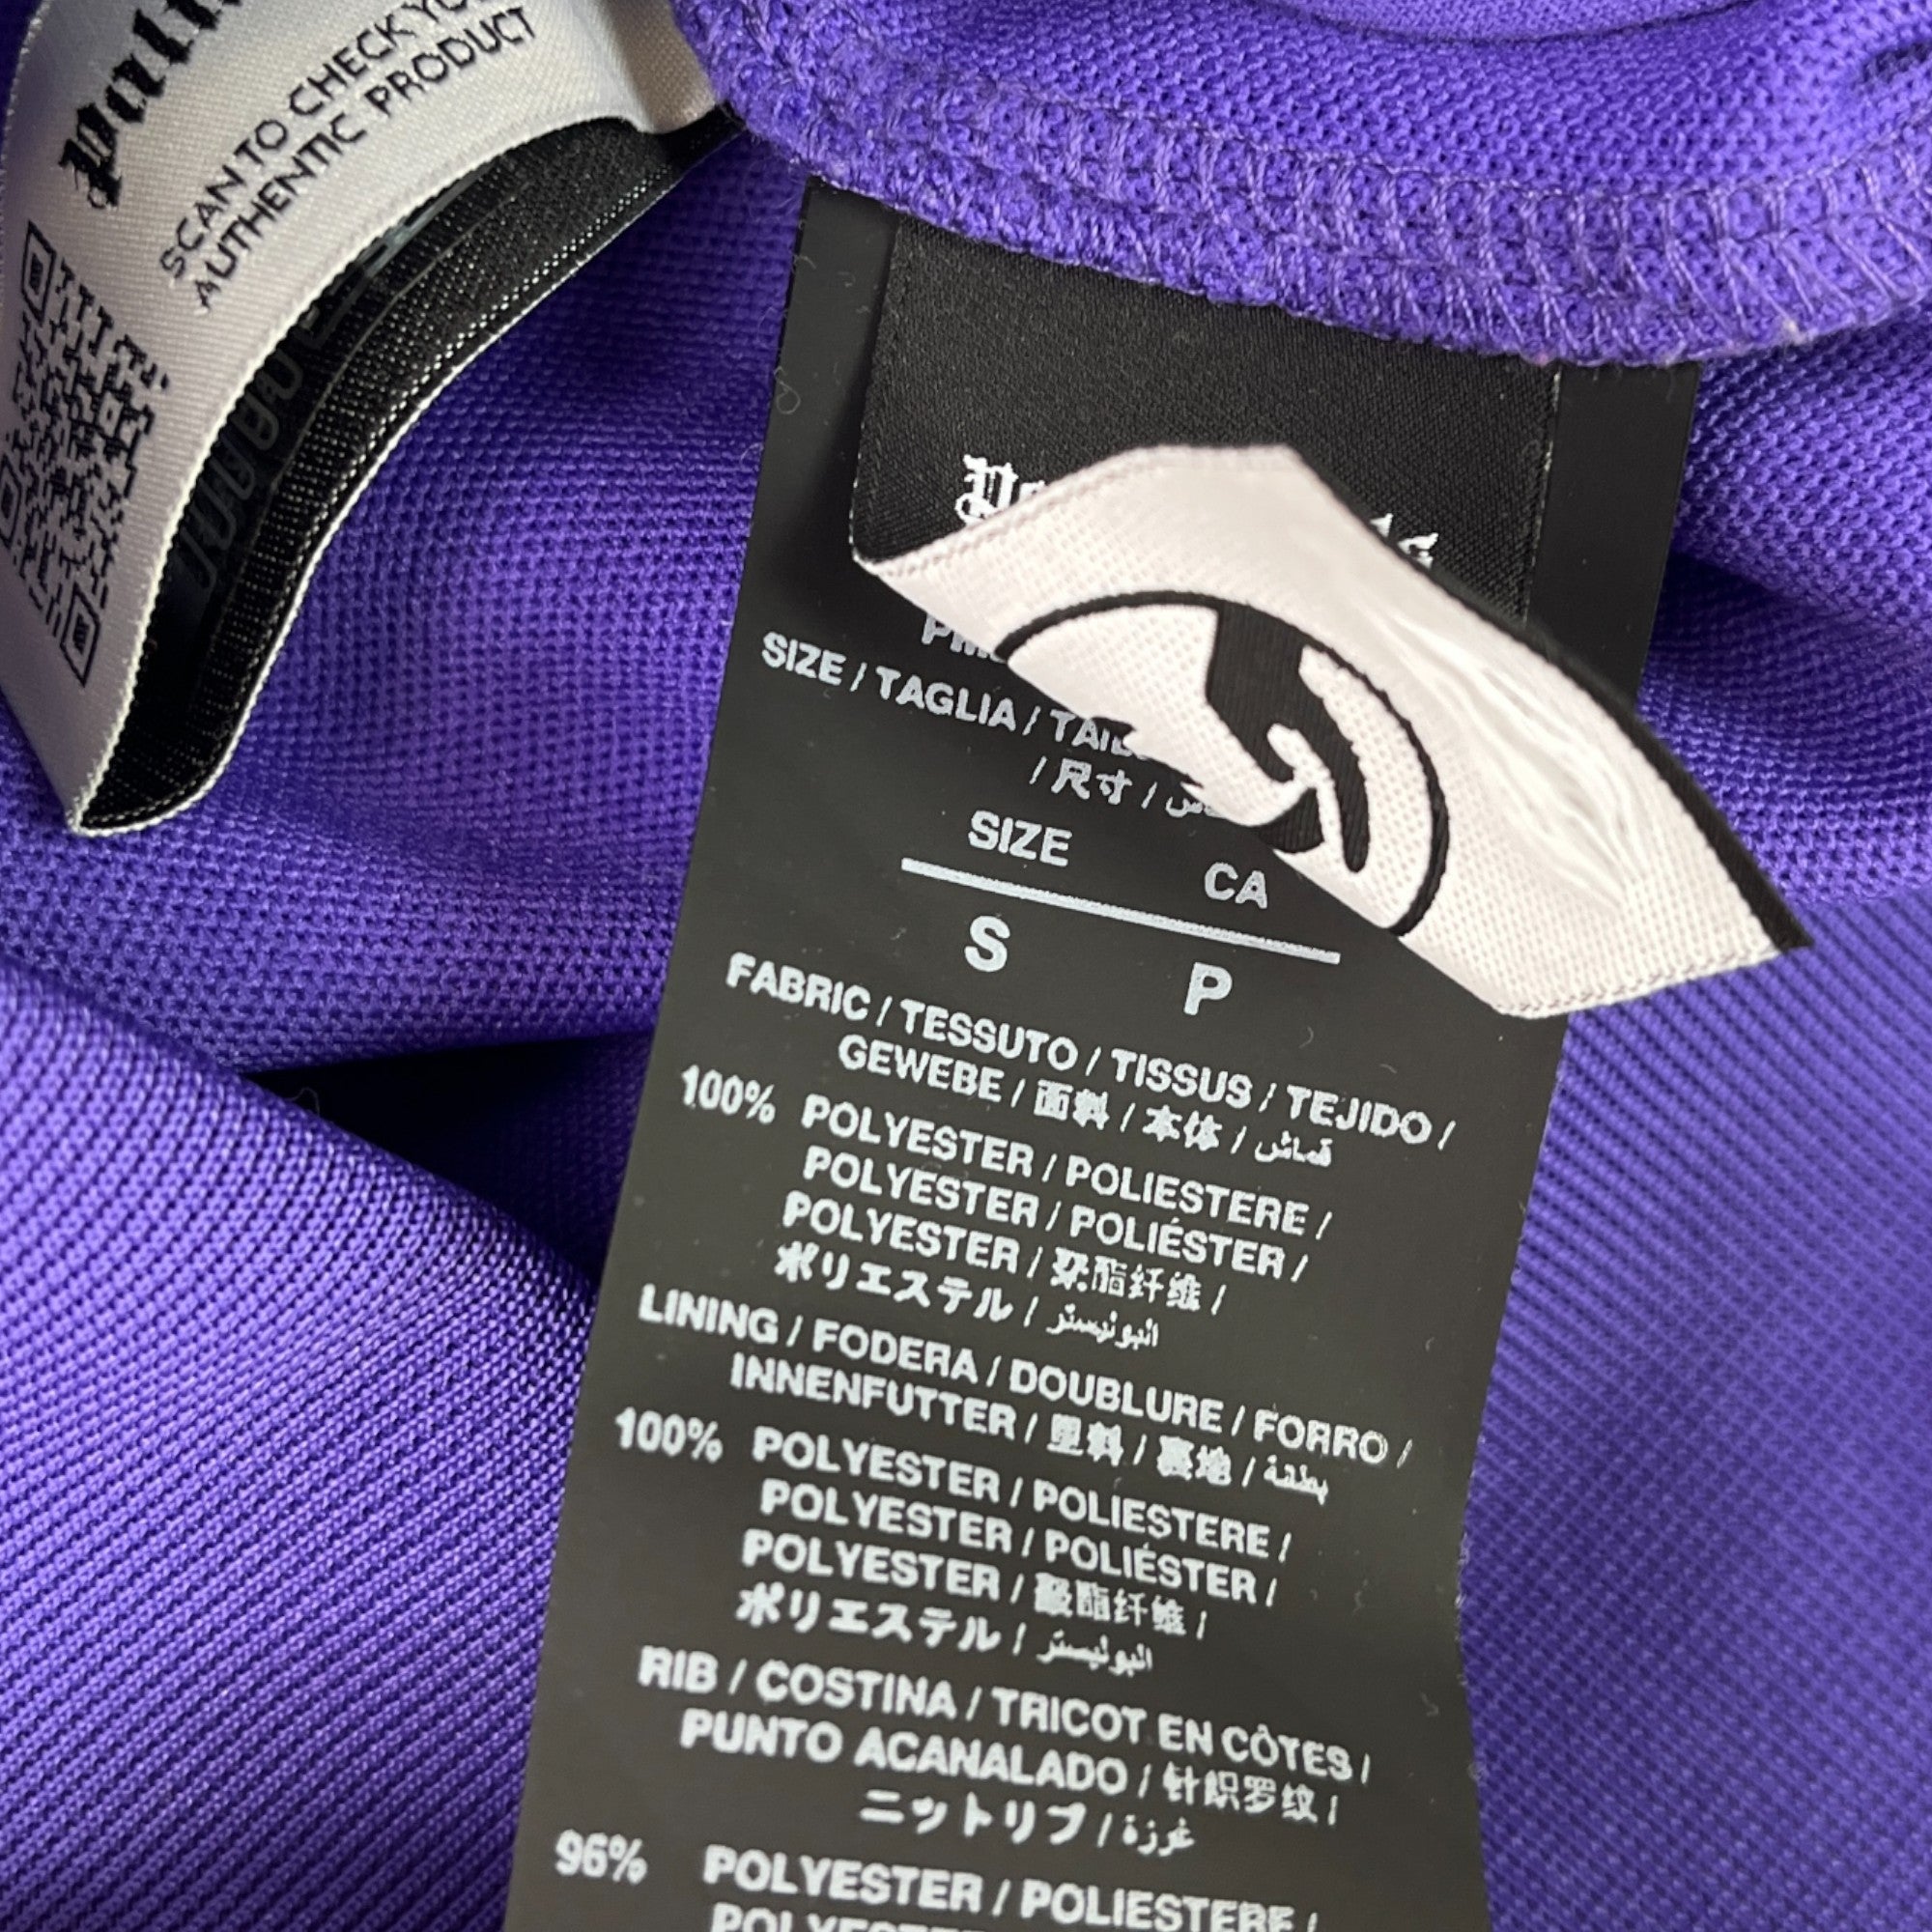 SCAN TO CHECK
AUTHENTIC PRODUCT
SIZE / TAGLIA /
/ 尺寸 /
SIZE CA
S P
FABRIC / TESSUTO / TISSUS / TEJIDO /
GEWEBE / 面料 / 本体 / قماش
100% POLYESTER / POLIESTERE /
POLYESTER / POLIÉSTER /
POLYESTER / 聚酯纤维 /
ポリエステル /
LINING / FODERA / DOUBLURE / FORRO /
INNENFUTTER / 里料 / 裏地 /
100% POLYESTER / POLIESTERE /
POLYESTER / POLIÉSTER /
POLYESTER / 聚酯纤维 /
ポリエステル /
RIB / COSTINA / TRICOT EN CÔTES /
PUNTO ACANALADO / 针织罗纹 /
ニットリブ / غرزة
96% POLYESTER / POLIESTERE /